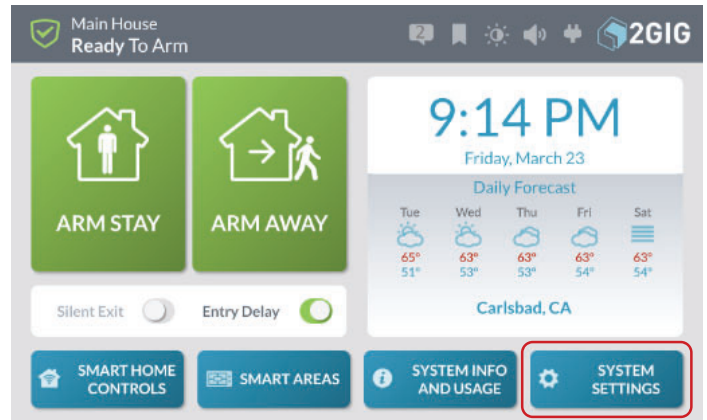 Main House
Ready To Arm
2
2GIG
ARM STAY
ARM AWAY
9:14 PM
Friday, March 23
Daily Forecast
Tue Wed Thu Fri Sat
65° 63° 63° 63° 63°
51° 53° 53° 54° 54°
Carlsbad, CA
Silent Exit
Entry Delay
SMART HOME
CONTROLS
SMART AREAS
SYSTEM INFO
AND USAGE
SYSTEM
SETTINGS